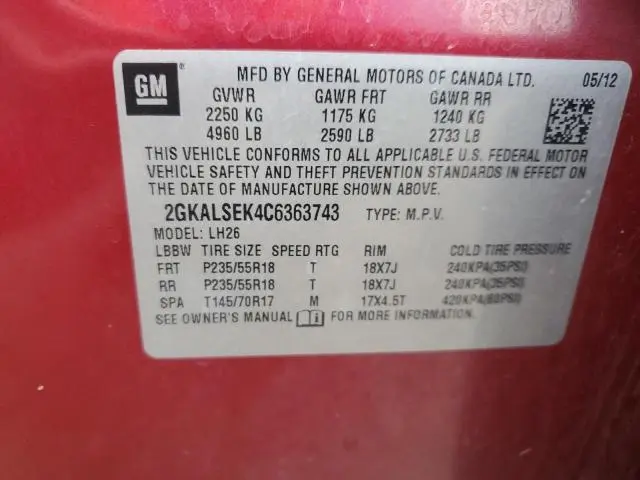 GM ®
MFD BY GENERAL MOTORS OF CANADA LTD. 05/12
GVWR GAWR FRT GAWR RR
2250 KG 1175 KG 1240 KG
4960 LB 2590 LB 2733 LB
THIS VEHICLE CONFORMS TO ALL APPLICABLE U.S. FEDERAL MOTOR
VEHICLE SAFETY AND THEFT PREVENTION STANDARDS IN EFFECT ON
THE DATE OF MANUFACTURE SHOWN ABOVE.
2GKALSEK4C6363743 TYPE: M.P.V.
MODEL: LH26
LBBW TIRE SIZE SPEED RTG RIM COLD TIRE PRESSURE
FRT P235/55R18 T 18X7J 240KPA(35PSI)
RR P235/55R18 T 18X7J 240KPA(35PSI)
SPA T145/70R17 M 17X4.5T 420KPA(60PSI)
SEE OWNER'S MANUAL FOR MORE INFORMATION.